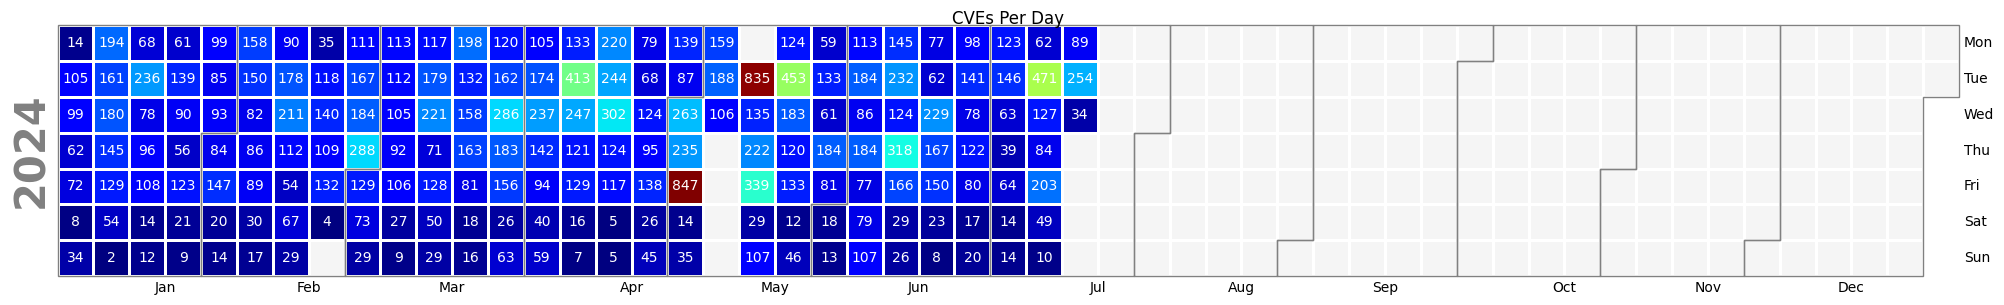 CVEs Per Day
2024
14 194 68 61 99 158 90 35 111 113 117 198 120 105 133 220 79 139 159 124 59 113 145 77 98 123 62 89 Mon
105 161 236 139 85 150 178 118 167 112 179 132 162 174 413 244 68 87 188 835 453 133 184 232 62 141 146 471 254 Tue
99 180 78 90 93 82 211 140 184 105 221 158 286 237 247 302 124 263 106 135 183 61 86 124 229 78 63 127 34 Wed
62 145 96 56 84 86 112 109 288 92 71 163 183 142 121 124 95 235 222 120 184 184 318 167 122 39 84 Thu
72 129 108 123 147 89 54 132 129 106 128 81 156 94 129 117 138 847 339 133 81 77 166 150 80 64 203 Fri
8 54 14 21 20 30 67 4 73 27 50 18 26 40 16 5 26 14 29 12 18 79 29 23 17 14 49 Sat
34 2 12 9 14 17 29 29 9 29 16 63 59 7 5 45 35 107 46 13 107 26 8 20 14 10 Sun
Jan Feb Mar Apr May Jun Jul Aug Sep Oct Nov Dec